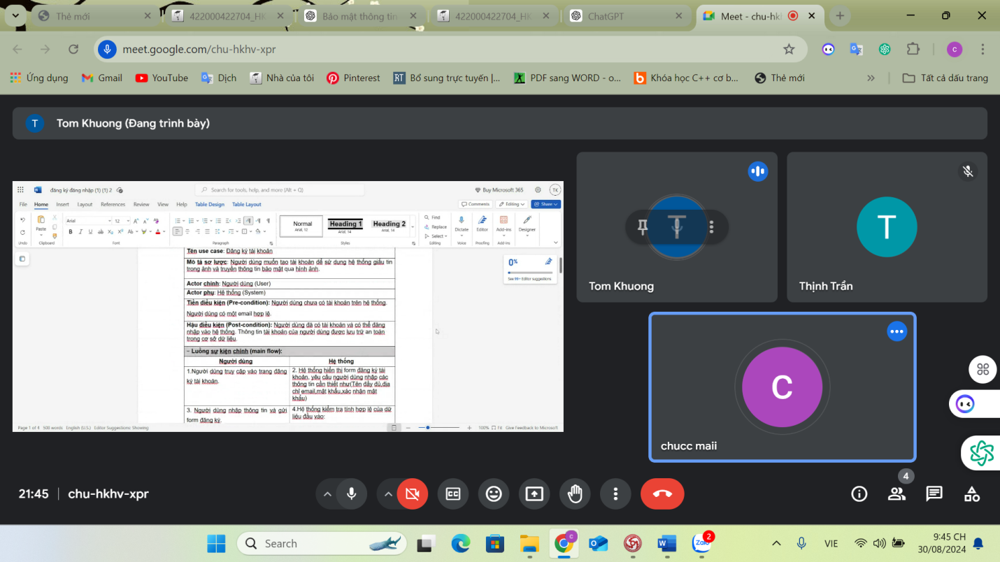 Thẻ mới
422000422704_HK
Bảo mật thông tin
422000422704_HK
ChatGPT
Meet - chu-hkh
meet.google.com/chu-hkhv-xpr
C
Ứng dụng
Gmail
YouTube
Dịch
Nhà của tôi
Pinterest
RT
Bổ sung trực tuyến |...
PDF sang WORD - o...
Khóa học C++ cơ b...
Thẻ mới
»
Tất cả dấu trang
T
Tom Khuong (Đang trình bày)
đăng ký đăng nhập (1) (1) 2
Search for tools, help, and more (Alt + Q)
Buy Microsoft 365
TK
File Home Insert Layout References Review View Help Table Design Table Layout
Comments
Editing
Share
Arial
12
Paste
Normal
Arial, 12
Heading 1
Arial, 14
Heading 2
Arial, 14
Find
Replace
Select
Dictate
Editor
Add-ins
Designer
Undo
Clipboard
Font
Paragraph
Styles
Editing
Voice
Proofing
Add-ins
Tên use case: Đăng ký tài khoản
Mô tả sơ lược: Người dùng muốn tạo tài khoản để sử dụng hệ thống giấu tin
trong ảnh và truyền thông tin bảo mật qua hình ảnh.
Actor chính: Người dùng (User)
Actor phụ: Hệ thống (System)
Tiền điều kiện (Pre-condition): Người dùng chưa có tài khoản trên hệ thống.
Người dùng có một email hợp lệ.
Hậu điều kiện (Post-condition): Người dùng đã có tài khoản và có thể đăng
nhập vào hệ thống. Thông tin tài khoản của người dùng được lưu trữ an toàn
trong cơ sở dữ liệu.
- Luồng sự kiện chính (main flow):
Người dùng
Hệ thống
1.Người dùng truy cập vào trang đăng
ký tài khoản.
2. Hệ thống hiển thị form đăng ký tài
khoản, yêu cầu người dùng nhập các
thông tin cần thiết như(Tên đầy đủ,địa
chỉ email,mật khẩu,xác nhận mật
khẩu)
3. Người dùng nhập thông tin và gửi
form đăng ký.
4.Hệ thống kiểm tra tính hợp lệ của dữ
liệu đầu vào:
0%
See 99+ Editor suggestions
Page 1 of 4 508 words English (U.S.) Editor Suggestions: Showing
100% Fit Give Feedback to Microsoft
T
Tom Khuong
T
Thịnh Trần
C
chucc maii
21:45
chu-hkhv-xpr
CC
4
Search
C
Zalo
2
VIE
9:45 CH
30/08/2024